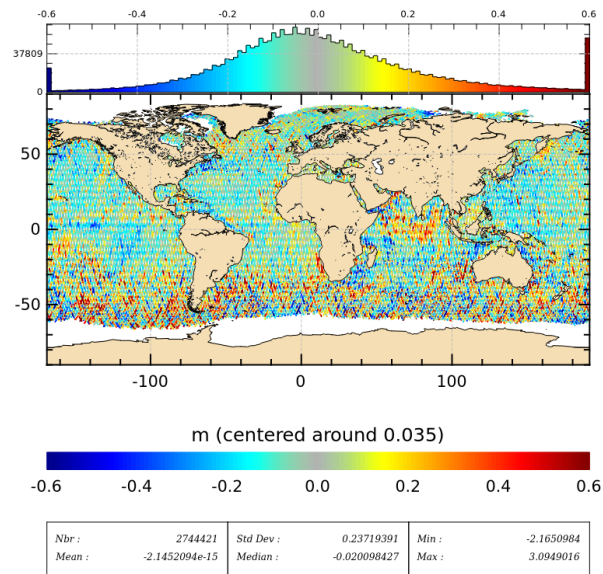 -0.6 -0.4 -0.2 0.0 0.2 0.4 0.6
37809
0
50
0
-50
-100 0 100
m (centered around 0.035)
-0.6 -0.4 -0.2 0.0 0.2 0.4 0.6
Nbr : 2744421 Std Dev : 0.23719391 Min : -2.1650984
Mean : -2.1452094e-15 Median : -0.020098427 Max : 3.0949016